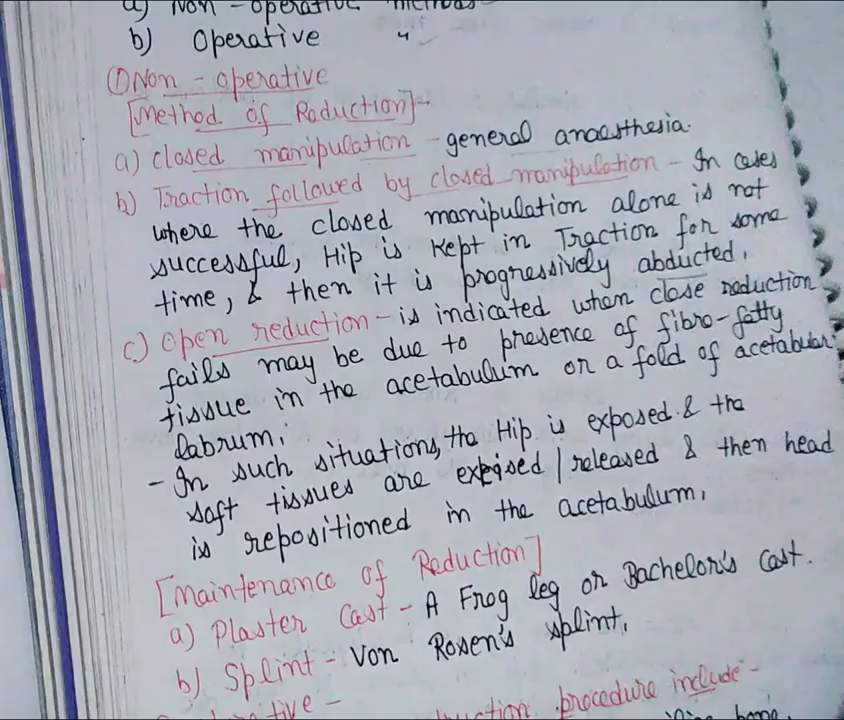 a) Non - operative methods
b) Operative "
① Non - operative
[Method of Reduction]-
a) closed manipulation - general anaesthesia.
b) Traction followed by closed manipulation - In cases
where the closed manipulation alone is not
successful, Hip is kept in Traction for some
time, & then it is progressively abducted.
c) Open reduction - is indicated when close reduction
fails may be due to presence of fibro-fatty
tissue in the acetabulum or a fold of acetabular
labrum.
- In such situations, the Hip is exposed & the
soft tissues are excised / released & then head
is repositioned in the acetabulum.
[Maintenance of Reduction]
a) Plaster Cast - A Frog leg or Bachelor's Cast.
b) Splint - Von Rosen's splint.
procedure include -